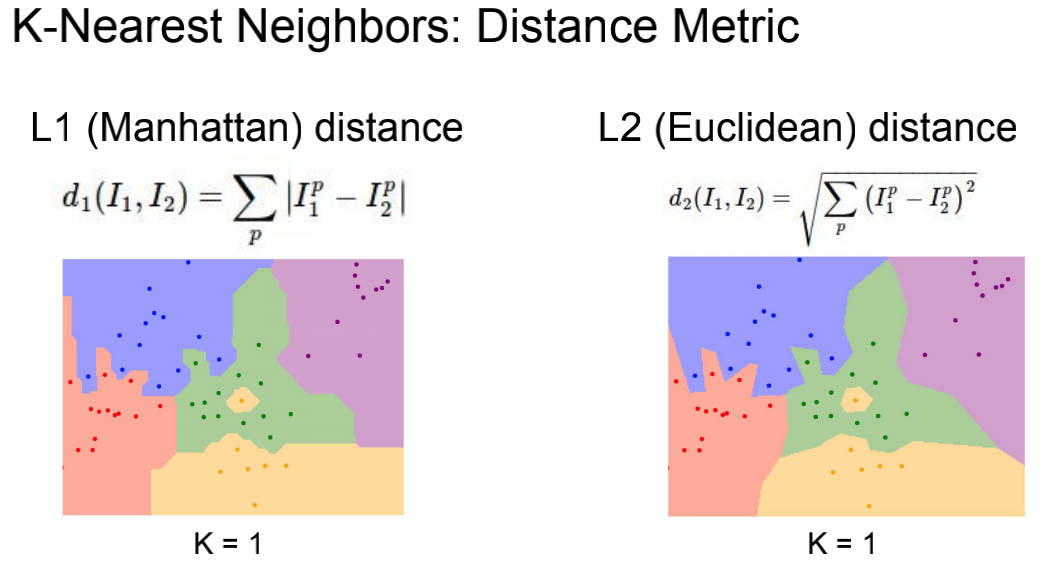 K-Nearest Neighbors: Distance Metric
L1 (Manhattan) distance
d₁(I₁, I₂) = ∑ₚ |I₁ᵖ − I₂ᵖ|
K = 1
L2 (Euclidean) distance
d₂(I₁, I₂) = √(∑ₚ (I₁ᵖ − I₂ᵖ)²)
K = 1